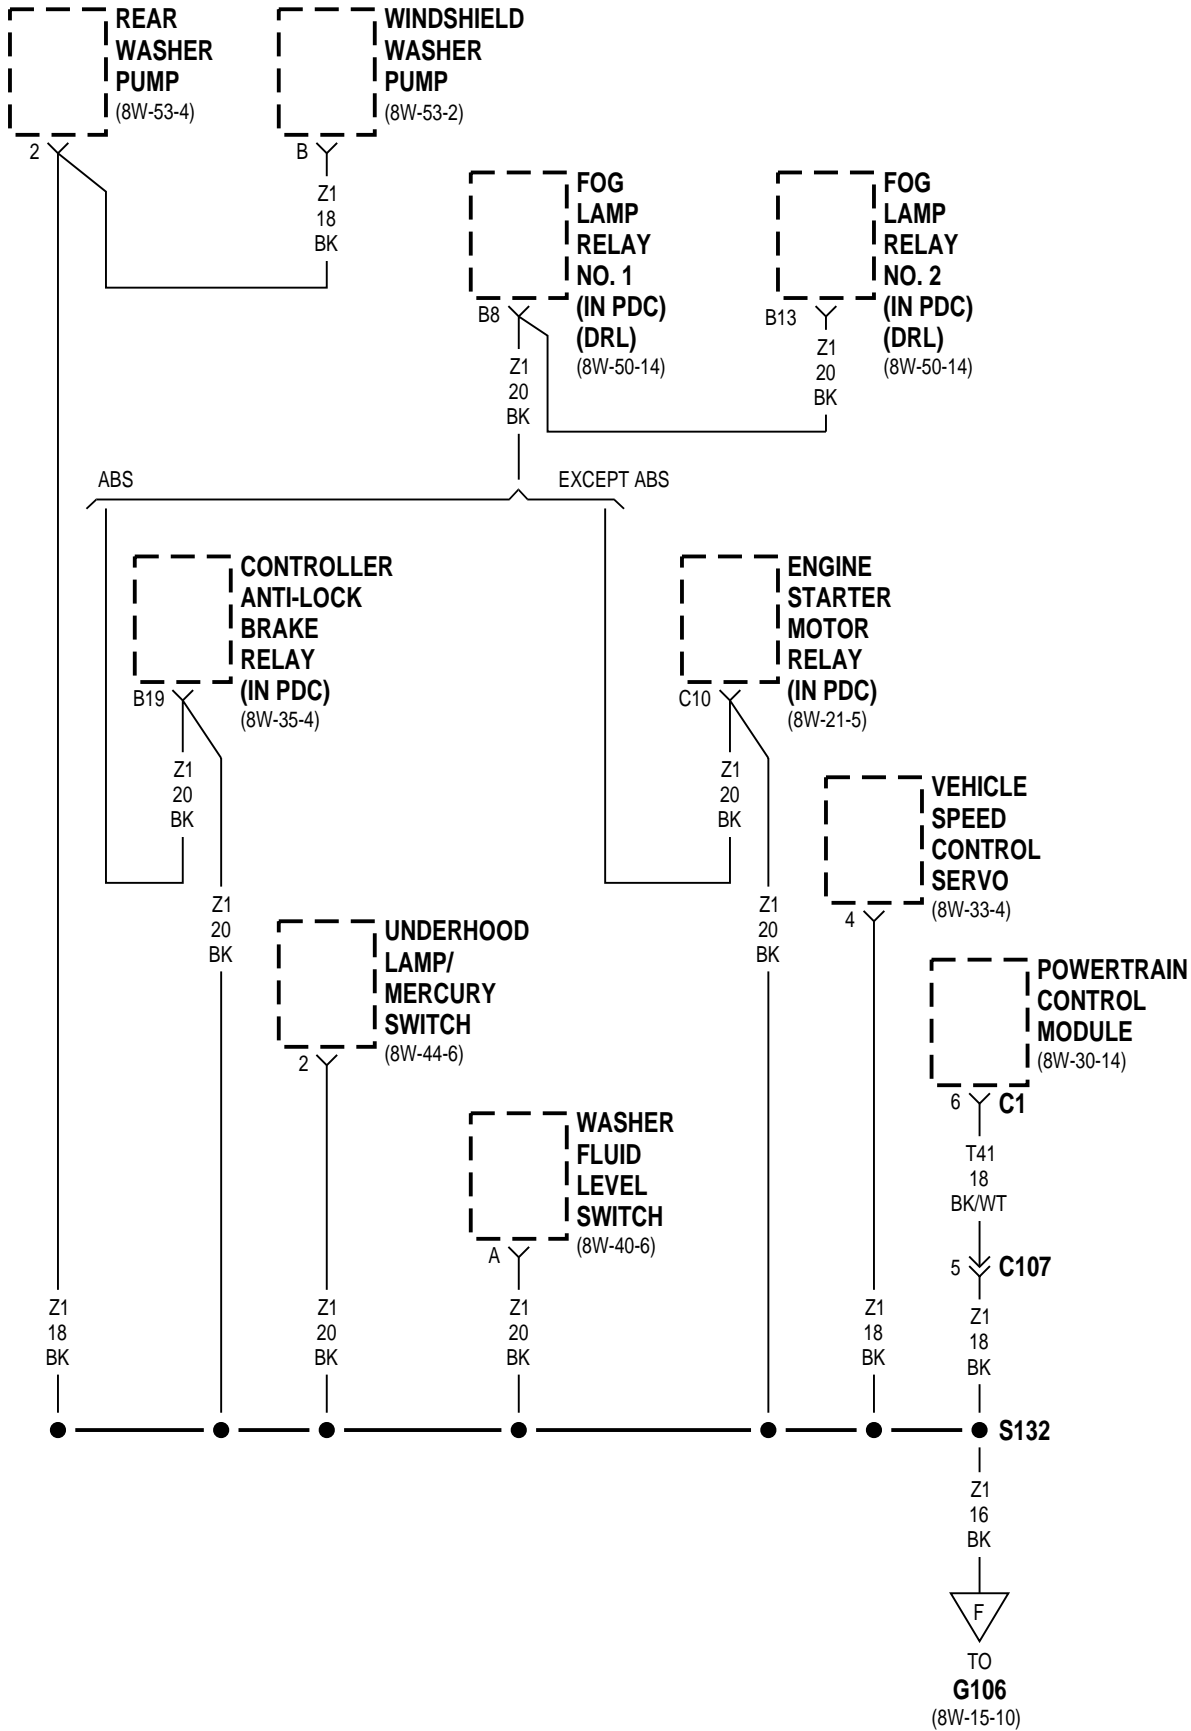 REAR
WASHER
PUMP
(8W-53-4)
2
WINDSHIELD
WASHER
PUMP
(8W-53-2)
B
Z1
18
BK
FOG
LAMP
RELAY
NO. 1
(IN PDC)
(DRL)
(8W-50-14)
B8
Z1
20
BK
FOG
LAMP
RELAY
NO. 2
(IN PDC)
(DRL)
(8W-50-14)
B13
Z1
20
BK
ABS
EXCEPT ABS
CONTROLLER
ANTI-LOCK
BRAKE
RELAY
(IN PDC)
(8W-35-4)
B19
Z1
20
BK
Z1
20
BK
ENGINE
STARTER
MOTOR
RELAY
(IN PDC)
(8W-21-5)
C10
Z1
20
BK
Z1
20
BK
VEHICLE
SPEED
CONTROL
SERVO
(8W-33-4)
4
UNDERHOOD
LAMP/
MERCURY
SWITCH
(8W-44-6)
2
POWERTRAIN
CONTROL
MODULE
(8W-30-14)
6
C1
T41
18
BK/WT
5
C107
WASHER
FLUID
LEVEL
SWITCH
(8W-40-6)
A
Z1
18
BK
Z1
20
BK
Z1
20
BK
Z1
18
BK
Z1
18
BK
S132
Z1
16
BK
F
TO
G106
(8W-15-10)